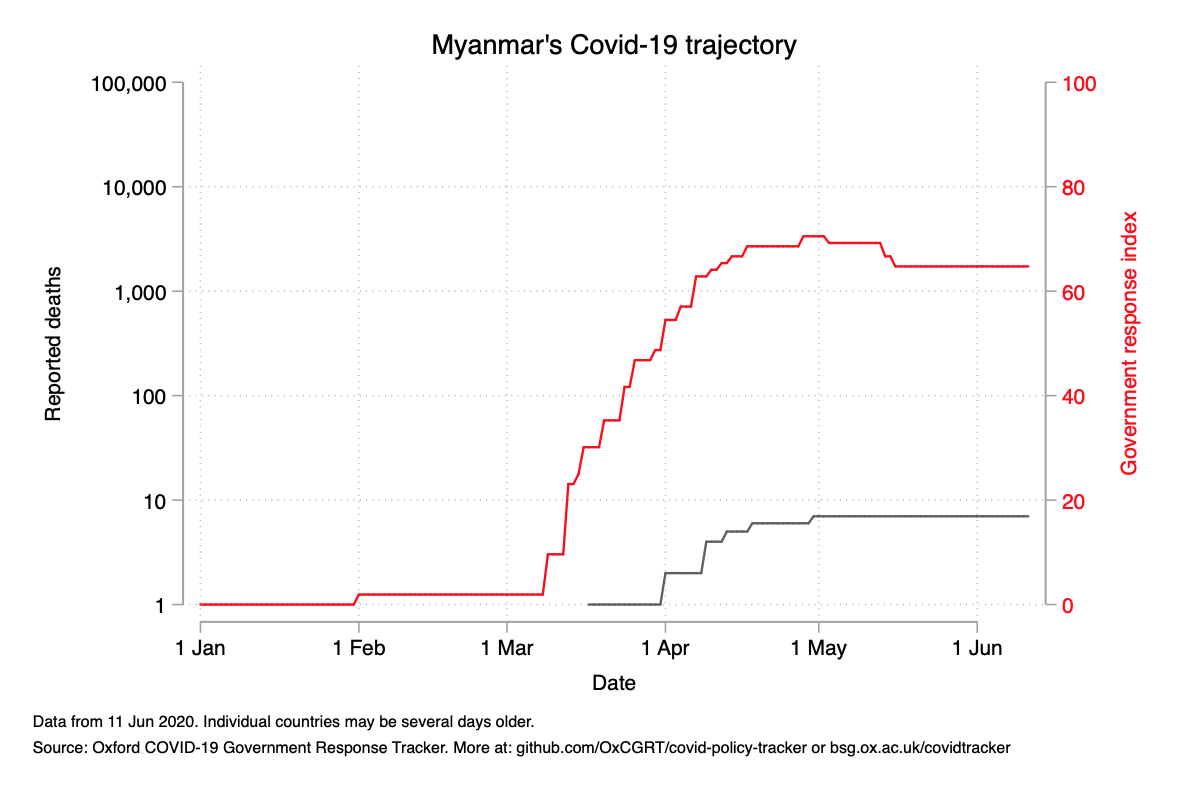 Myanmar's Covid-19 trajectory
100,000
10,000
1,000
100
10
1
Reported deaths
100
80
60
40
20
0
Government response index
1 Jan 1 Feb 1 Mar 1 Apr 1 May 1 Jun
Date
Data from 11 Jun 2020. Individual countries may be several days older.
Source: Oxford COVID-19 Government Response Tracker. More at: github.com/OxCGRT/covid-policy-tracker or bsg.ox.ac.uk/covidtracker